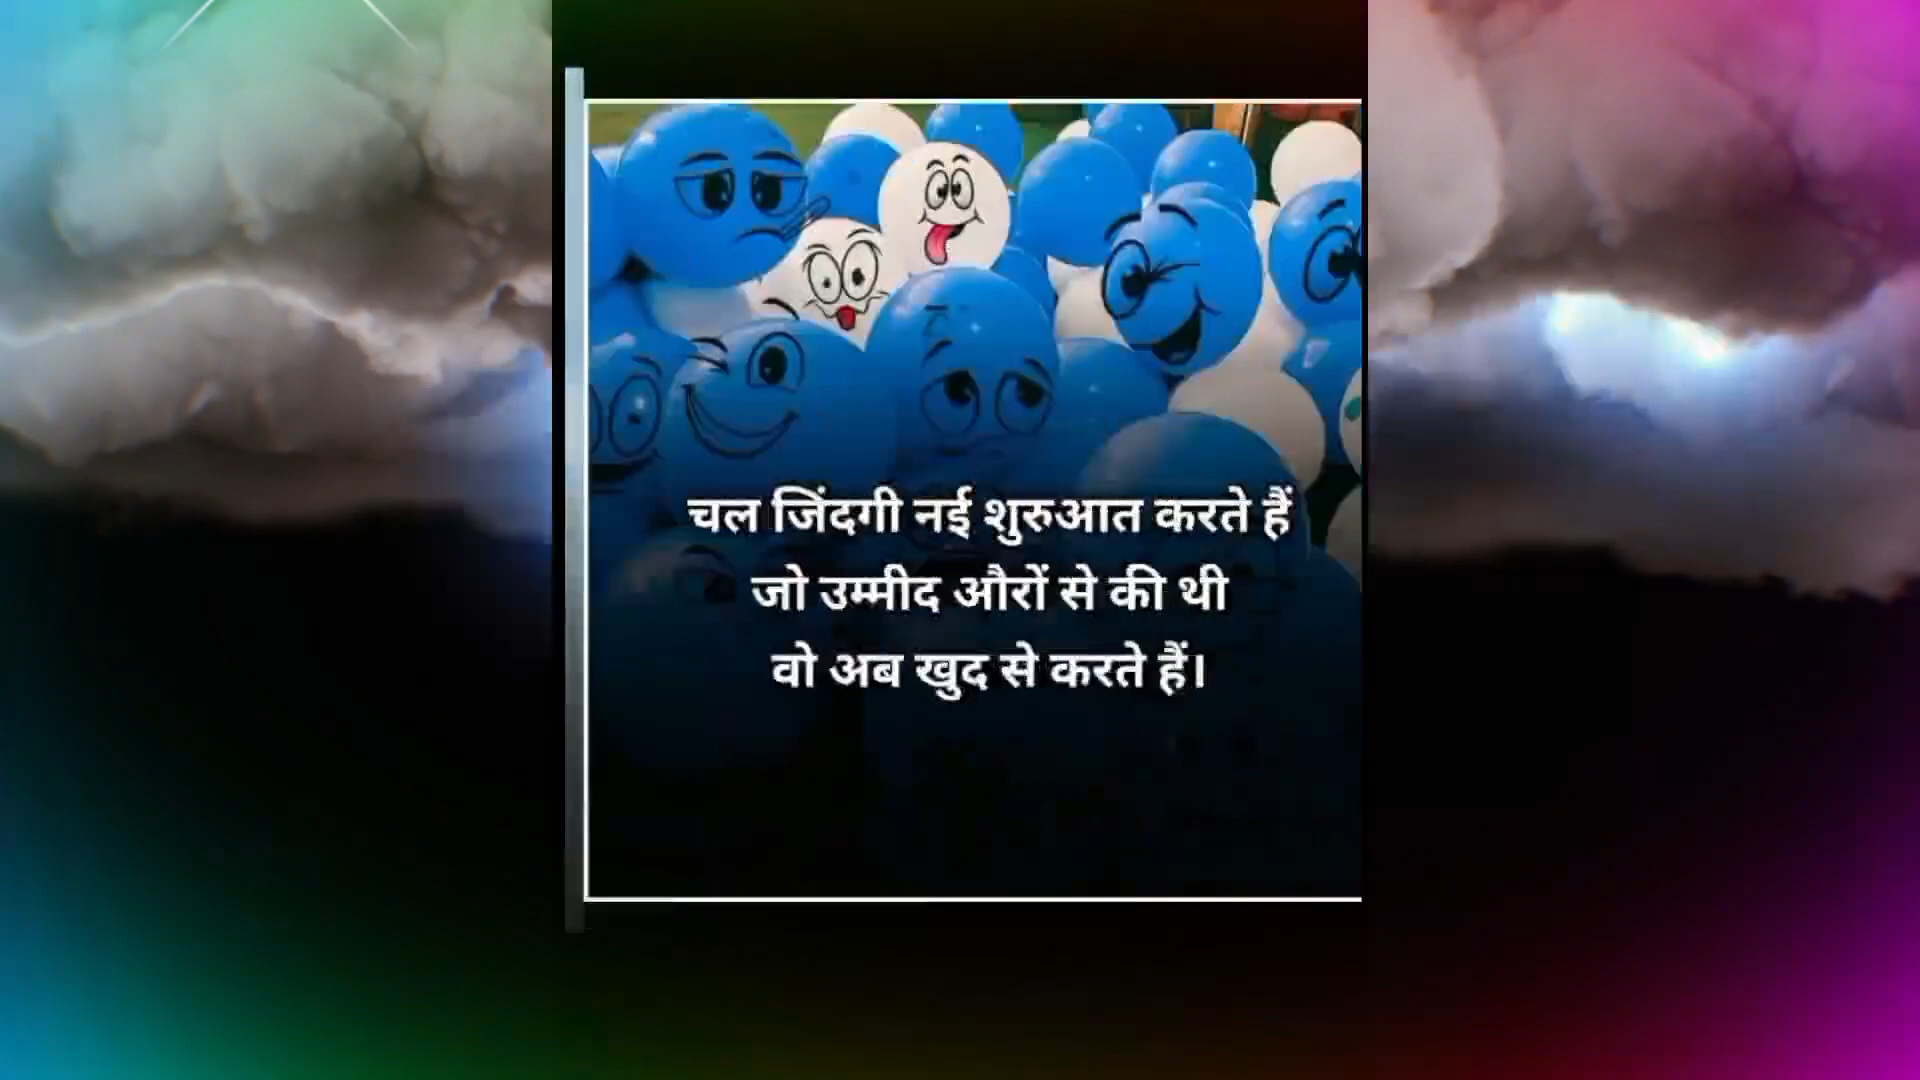 चल जिंदगी नई शुरुआत करते हैं
जो उम्मीद औरों से की थी
वो अब खुद से करते हैं।